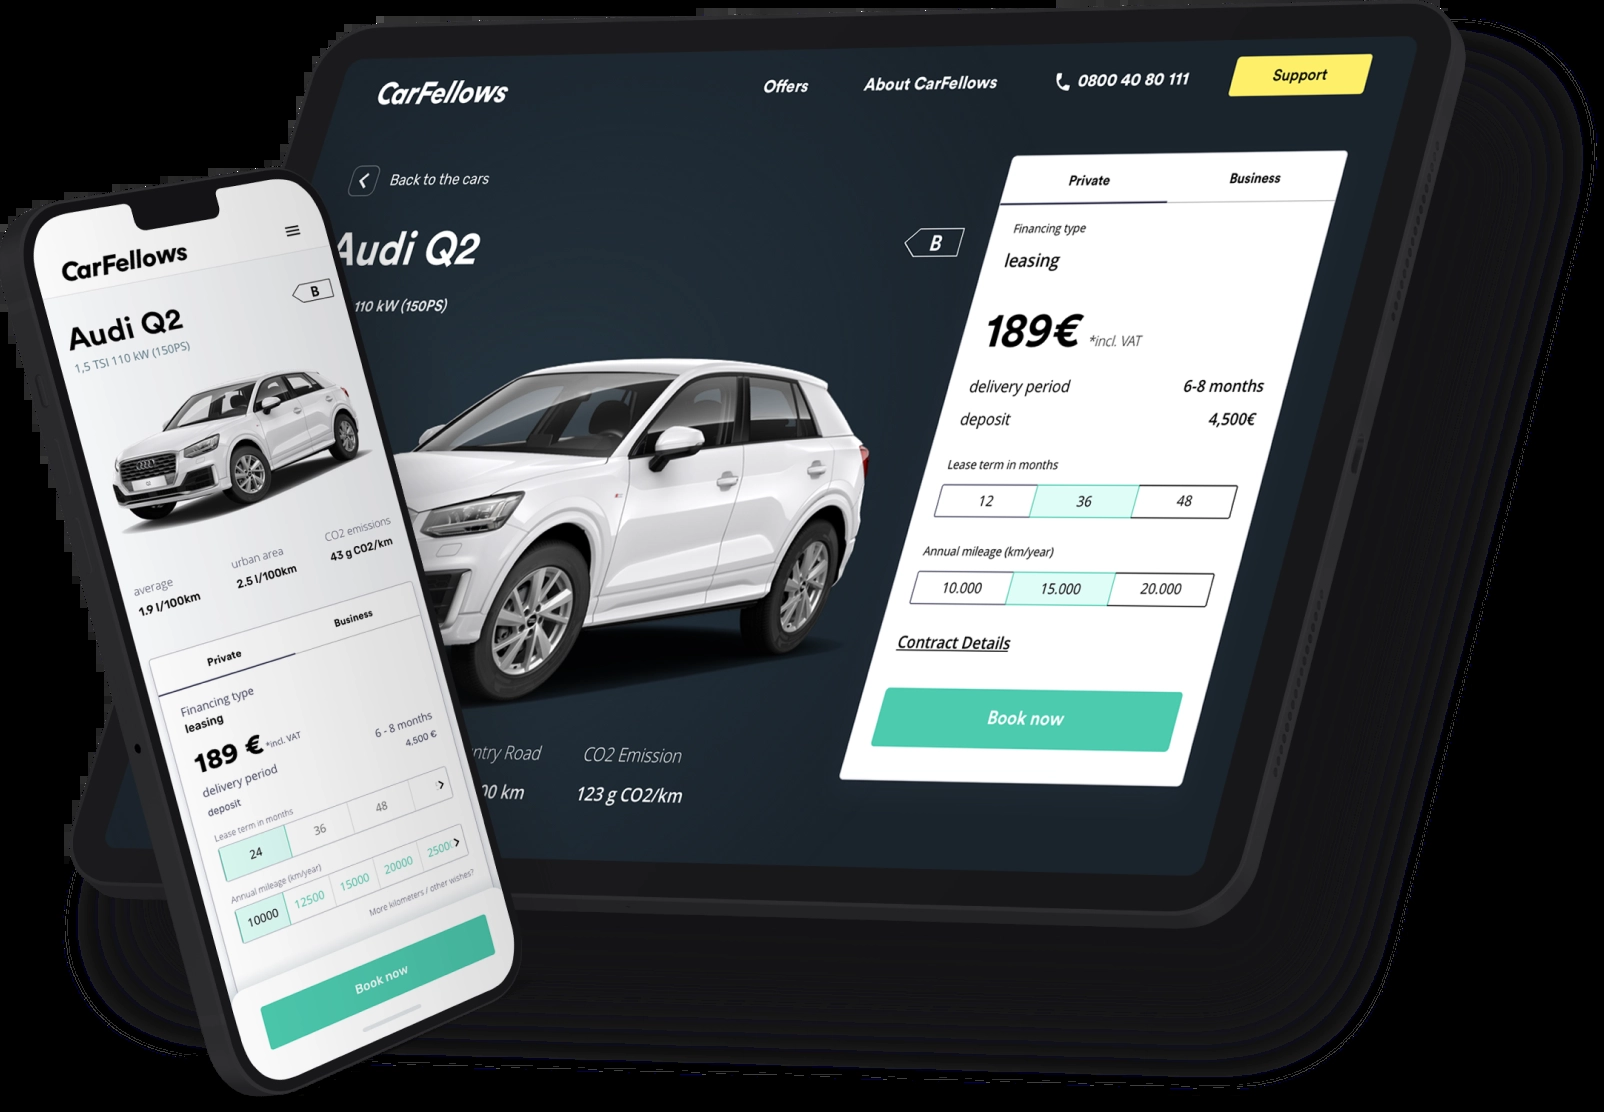 CarFellows
Offers
About CarFellows
0800 40 80 111
Support
Back to the cars
Audi Q2
110 kW (150PS)
B
Private
Business
Financing type
leasing
189€ *incl. VAT
delivery period 6-8 months
deposit 4,500€
Lease term in months
12 36 48
Annual mileage (km/year)
10.000 15.000 20.000
Contract Details
Book now
Road CO2 Emission
km 123 g CO2/km
CarFellows
B
Audi Q2
1,5 TSI 110 kW (150PS)
average
1.9 l/100km
urban area
2.5 l/100km
CO2 emissions
43 g CO2/km
Private
Business
Financing type
leasing
189 € *incl. VAT
delivery period 6 - 8 months
deposit 4,500 €
Lease term in months
24 36 48
Annual mileage (km/year)
10000 12500 15000 20000
More kilometers / other wishes?
Book now